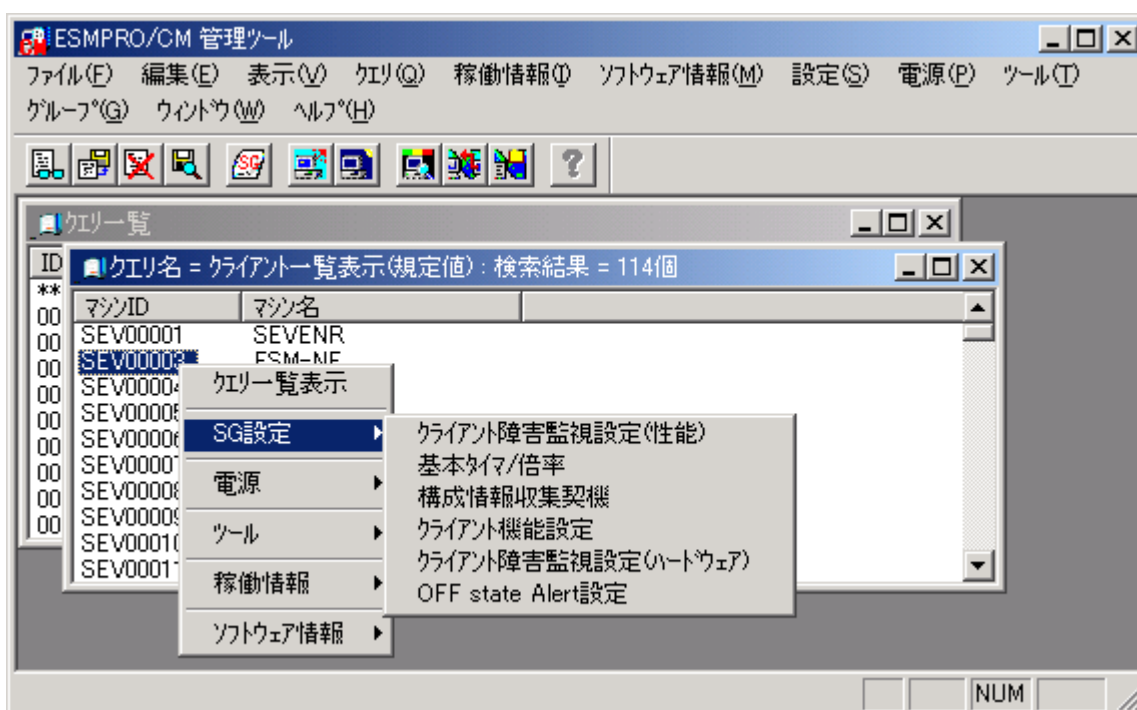 ESMPRO/CM 管理ツール
ファイル(F) 編集(E) 表示(V) クエリ(Q) 稼働情報(I) ソフトウェア情報(M) 設定(S) 電源(P) ツール(T)
グループ(G) ウィンドウ(W) ヘルプ(H)
SG
?
クエリ一覧
ID
クエリ名 = クライアント一覧表示(規定値) : 検索結果 = 114個
**
マシンID マシン名
00
SEV00001 SEVENR
00
SEV00003 ESM-NE
00
SEV00004
クエリ一覧表示
00
SEV00005
00
SEV00006
SG設定
クライアント障害監視設定(性能)
00
SEV00007
基本タイマ/倍率
00
SEV00008
電源
構成情報収集契機
00
SEV00009
SEV00010
ツール
クライアント機能設定
SEV00011
クライアント障害監視設定(ハードウェア)
稼働情報
OFF state Alert設定
ソフトウェア情報
NUM